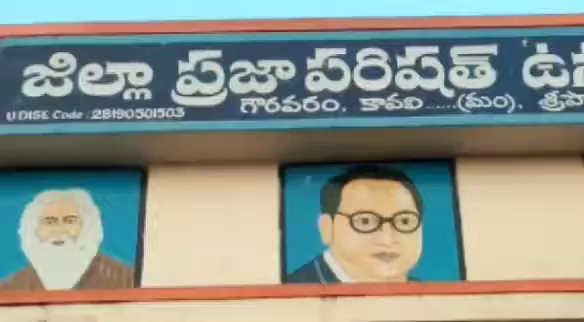 జిల్లా ప్రజా పరిషత్
గౌరవరం, కావలి.....(మం),
UDISE Code : 28190501503